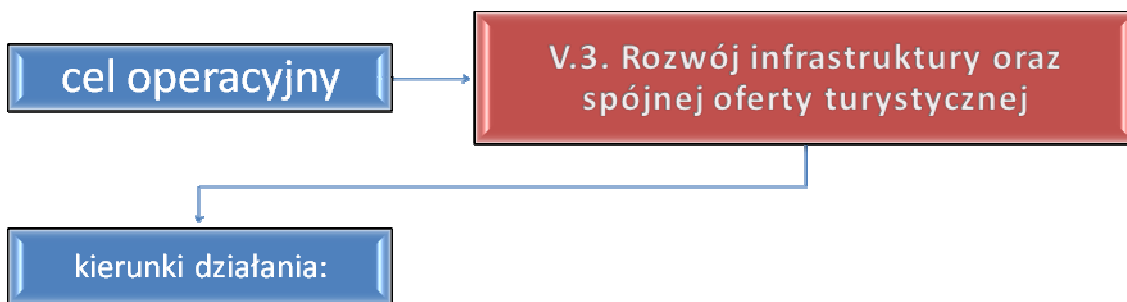 cel operacyjny
V.3. Rozwój infrastruktury oraz
spójnej oferty turystycznej
kierunki działania: